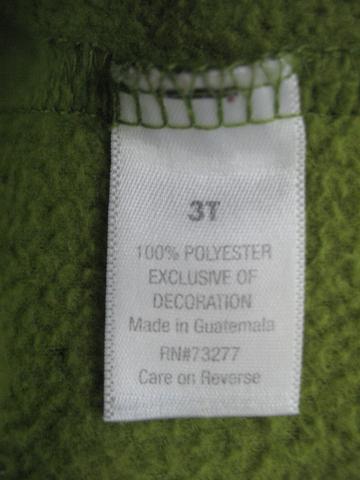 3T
100% POLYESTER
EXCLUSIVE OF
DECORATION
Made in Guatemala
RN#73277
Care on Reverse